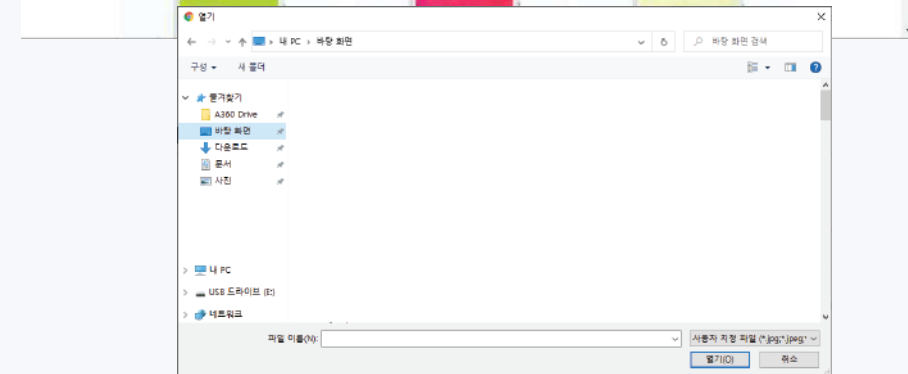 열기
내 PC › 바탕 화면
바탕 화면 검색
구성
새 폴더
즐겨찾기
A360 Drive
바탕 화면
다운로드
문서
사진
내 PC
USB 드라이브 (E:)
네트워크
파일 이름(N):
사용자 지정 파일 (*.jpg;*.jpeg;*
열기(O)
취소